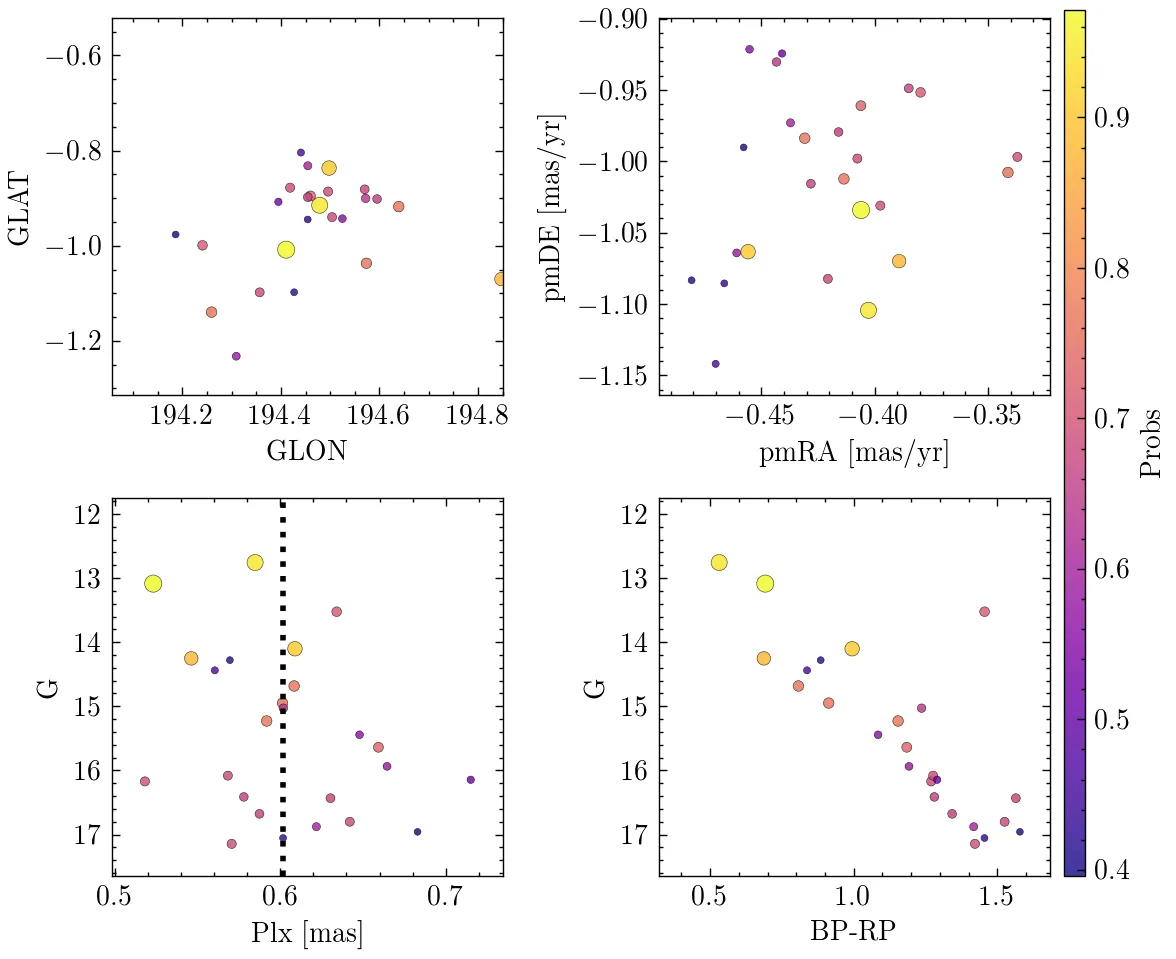 −0.6
−0.8
−1.0
−1.2
GLAT
194.2 194.4 194.6 194.8
GLON
−0.90
−0.95
−1.00
−1.05
−1.10
−1.15
pmDE [mas/yr]
−0.45 −0.40 −0.35
pmRA [mas/yr]
12
13
14
15
16
17
G
0.5 0.6 0.7
Plx [mas]
12
13
14
15
16
17
G
0.5 1.0 1.5
BP-RP
0.9
0.8
0.7
0.6
0.5
0.4
Probs